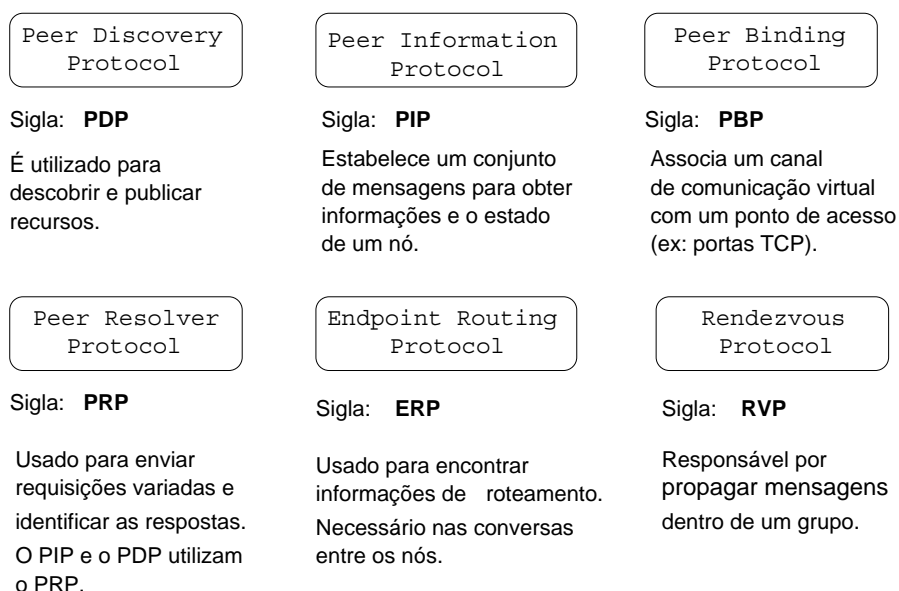 Peer Discovery
Protocol
Sigla: PDP
É utilizado para
descobrir e publicar
recursos.
Peer Information
Protocol
Sigla: PIP
Estabelece um conjunto
de mensagens para obter
informações e o estado
de um nó.
Peer Binding
Protocol
Sigla: PBP
Associa um canal
de comunicação virtual
com um ponto de acesso
(ex: portas TCP).
Peer Resolver
Protocol
Sigla: PRP
Usado para enviar
requisições variadas e
identificar as respostas.
O PIP e o PDP utilizam
o PRP.
Endpoint Routing
Protocol
Sigla: ERP
Usado para encontrar
informações de roteamento.
Necessário nas conversas
entre os nós.
Rendezvous
Protocol
Sigla: RVP
Responsável por
propagar mensagens
dentro de um grupo.